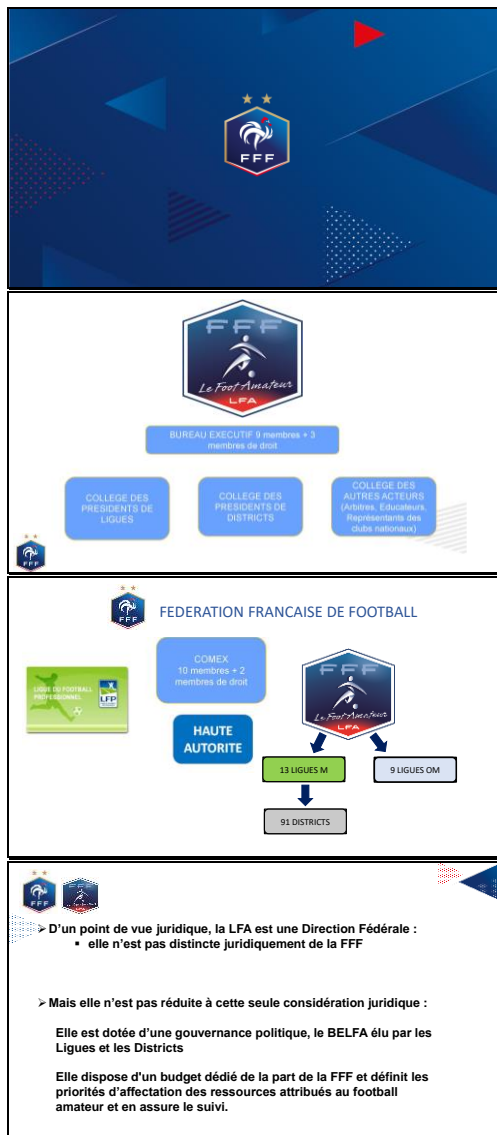 FFF
FFF
Le Foot Amateur
LFA
BUREAU EXECUTIF 9 membres + 3
membres de droit
COLLEGE DES
PRESIDENTS DE
LIGUES
COLLEGE DES
PRESIDENTS DE
DISTRICTS
COLLEGE DES
AUTRES ACTEURS
(Arbitres, Educateurs,
Représentants des
clubs nationaux)
FFF
FFF
FEDERATION FRANCAISE DE FOOTBALL
LIGUE DU FOOTBALL
PROFESSIONNEL
LFP
COMEX
10 membres + 2
membres de droit
HAUTE
AUTORITE
FFF
Le Foot Amateur
LFA
13 LIGUES M
9 LIGUES OM
91 DISTRICTS
FFF
➢ D'un point de vue juridique, la LFA est une Direction Fédérale :
▪ elle n'est pas distincte juridiquement de la FFF
➢ Mais elle n'est pas réduite à cette seule considération juridique :
Elle est dotée d'une gouvernance politique, le BELFA élu par les
Ligues et les Districts
Elle dispose d'un budget dédié de la part de la FFF et définit les
priorités d'affectation des ressources attribués au football
amateur et en assure le suivi.